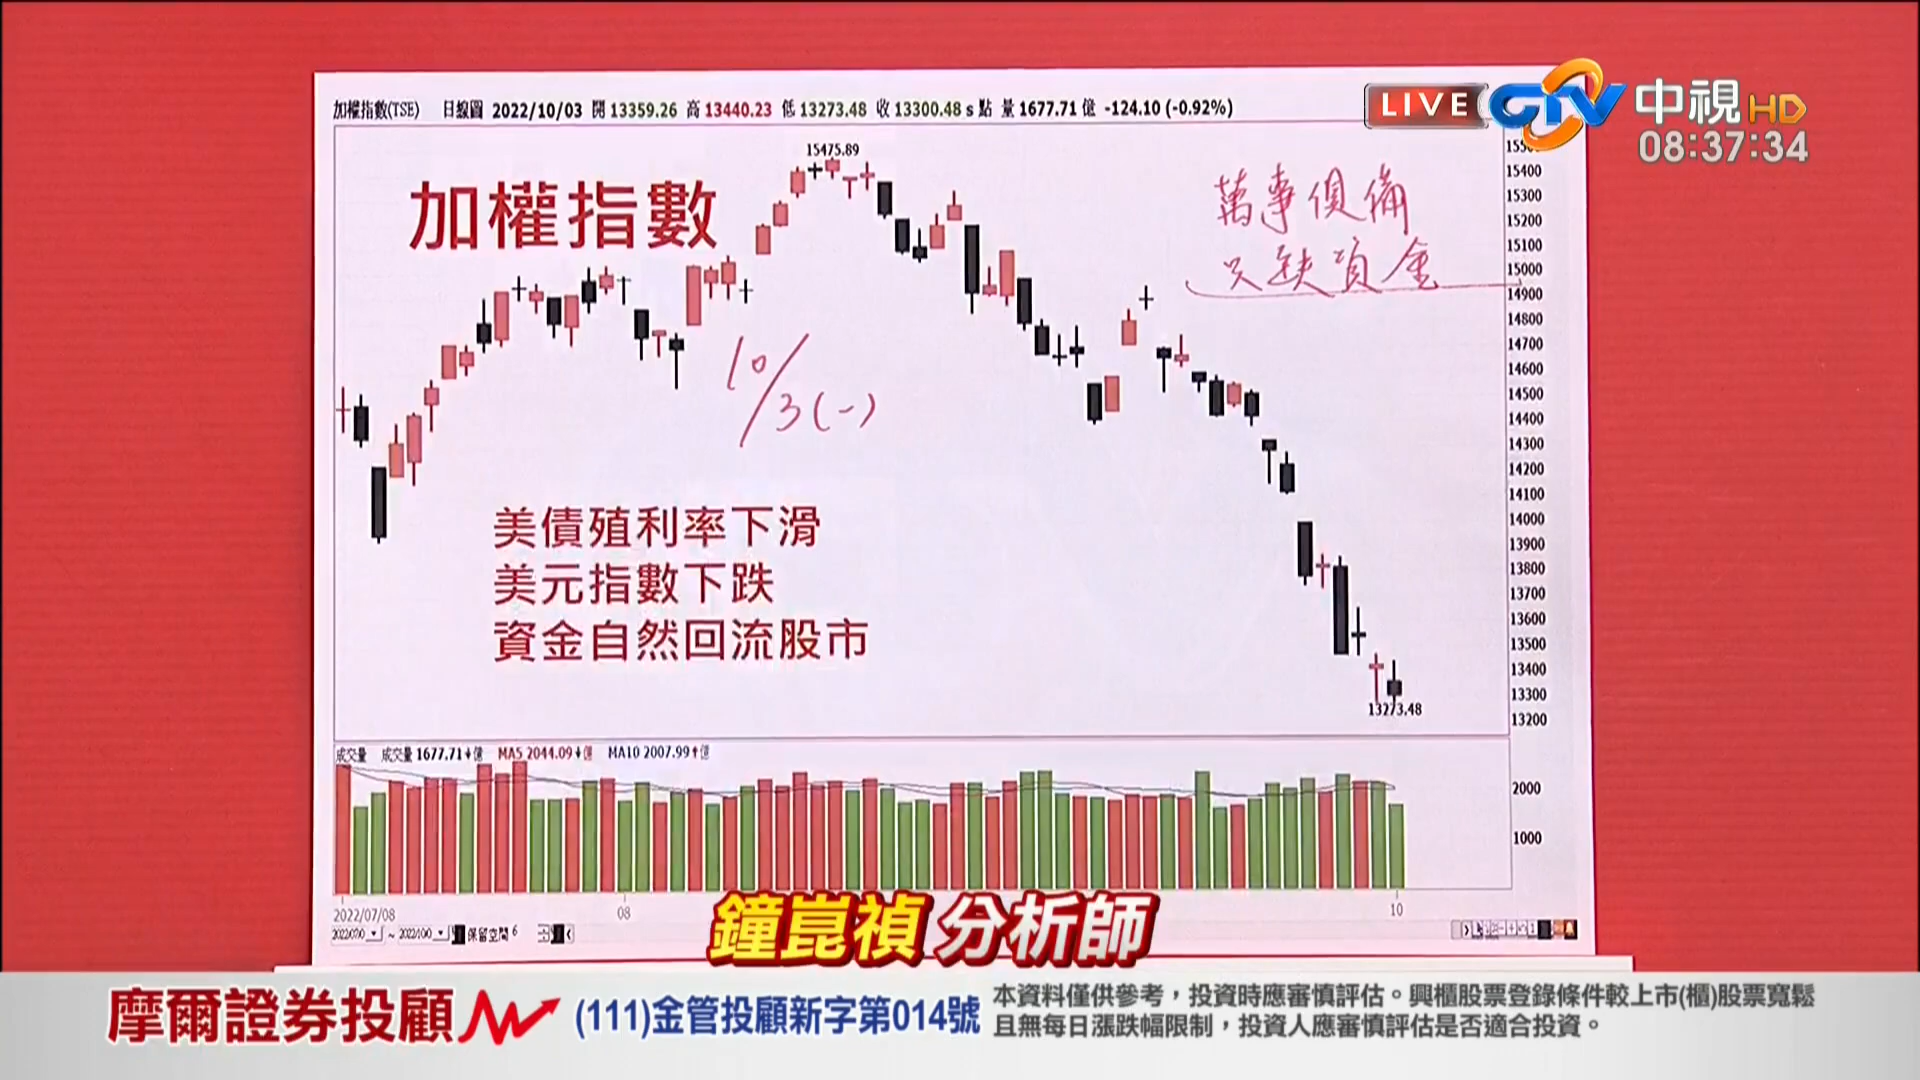 加權指數(TSE) 日線圖 2022/10/03 開 13359.26 高 13440.23 低 13273.48 收 13300.48 s 點 量 1677.71 億 -124.10 (-0.92%)
LIVE GTV 中視HD
08:37:34
15475.89
加權指數
萬事俱備
只缺資金
10/3(一)
美債殖利率下滑
美元指數下跌
資金自然回流股市
13273.48
15400
15300
15200
15100
15000
14900
14800
14700
14600
14500
14400
14300
14200
14100
14000
13900
13800
13700
13600
13500
13400
13300
13200
成交量 成交量 1677.71↓億 MA5 2044.09↓億 MA10 2007.99↑億
2000
1000
2022/07/08 08 10
保留空間 6
鐘崑禎 分析師
摩爾證券投顧 (111)金管投顧新字第014號
本資料僅供參考，投資時應審慎評估。興櫃股票登錄條件較上市(櫃)股票寬鬆
且無每日漲跌幅限制，投資人應審慎評估是否適合投資。